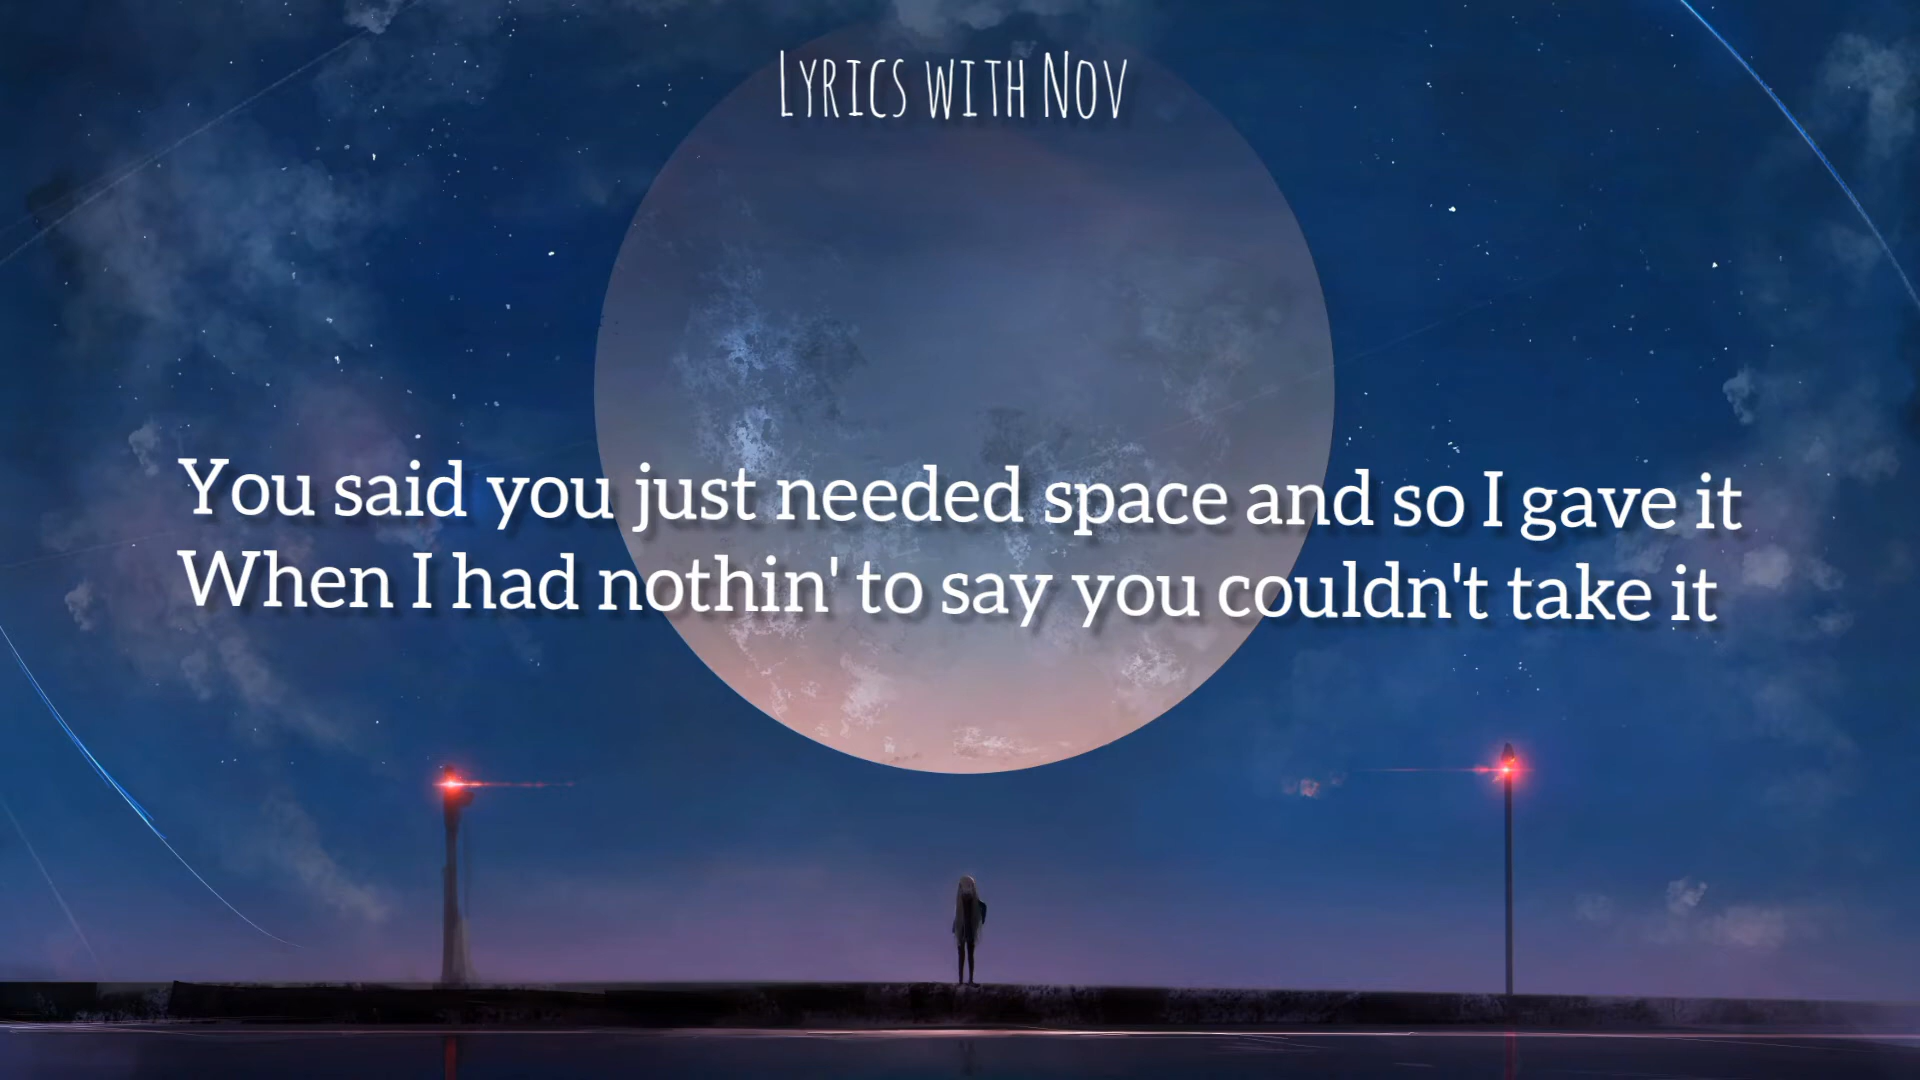 Lyrics with Nov
You said you just needed space and so I gave it
When I had nothin' to say you couldn't take it